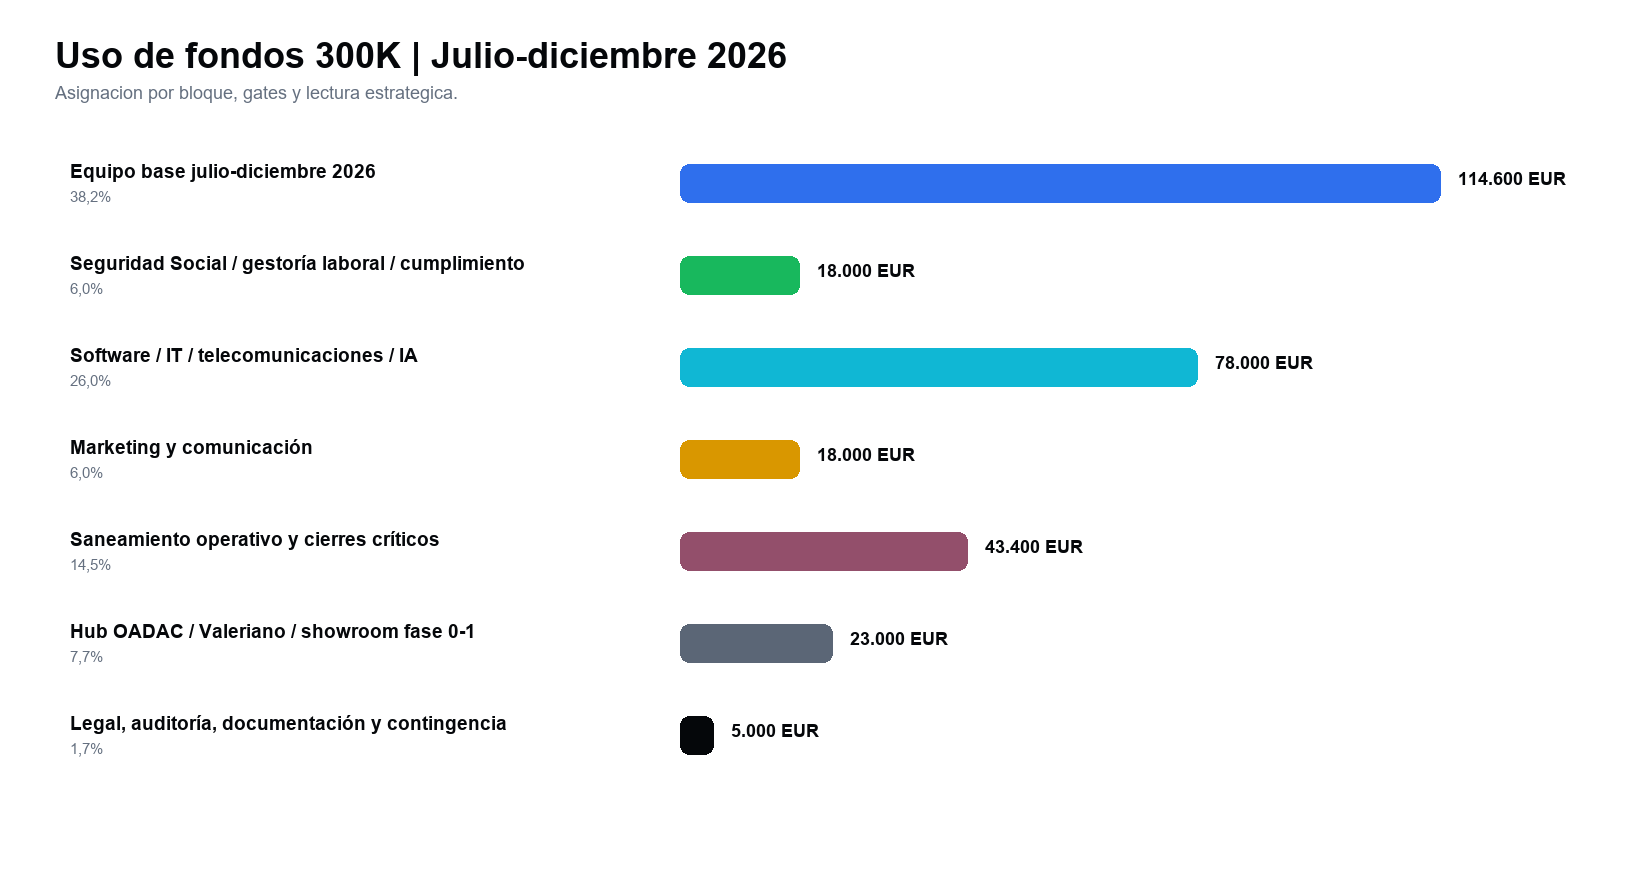 Uso de fondos 300K | Julio-diciembre 2026
Asignacion por bloque, gates y lectura estrategica.
Equipo base julio-diciembre 2026
38,2%
114.600 EUR
Seguridad Social / gestoría laboral / cumplimiento
6,0%
18.000 EUR
Software / IT / telecomunicaciones / IA
26,0%
78.000 EUR
Marketing y comunicación
6,0%
18.000 EUR
Saneamiento operativo y cierres críticos
14,5%
43.400 EUR
Hub OADAC / Valeriano / showroom fase 0-1
7,7%
23.000 EUR
Legal, auditoría, documentación y contingencia
1,7%
5.000 EUR